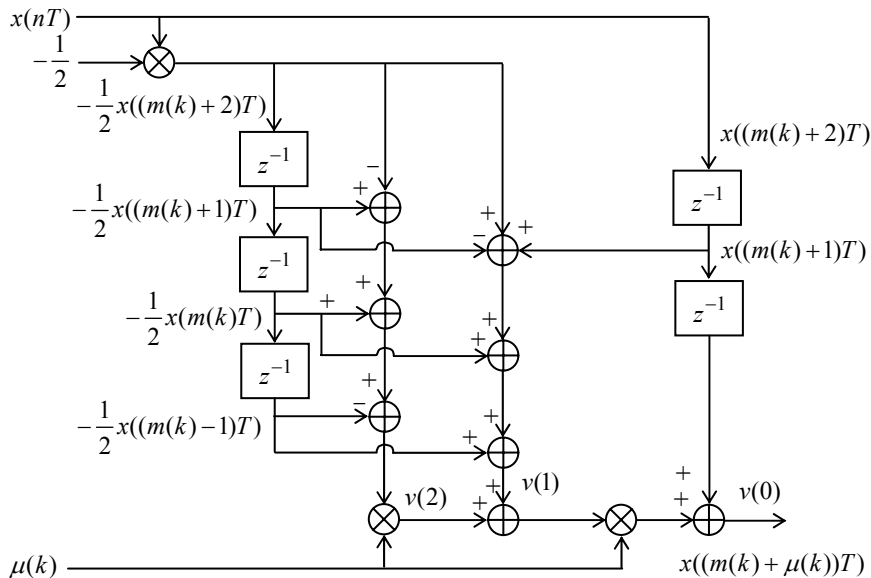 x(nT)
−1/2
−1/2 x((m(k)+2)T)
x((m(k)+2)T)
z⁻¹
−
z⁻¹
+
−1/2 x((m(k)+1)T)
+
−
+
x((m(k)+1)T)
z⁻¹
+
z⁻¹
−1/2 x(m(k)T)
+
+
+
z⁻¹
+
+
−
−1/2 x((m(k)−1)T)
+
+
v(2)
+
+
v(1)
+
+
v(0)
μ(k)
x((m(k)+μ(k))T)